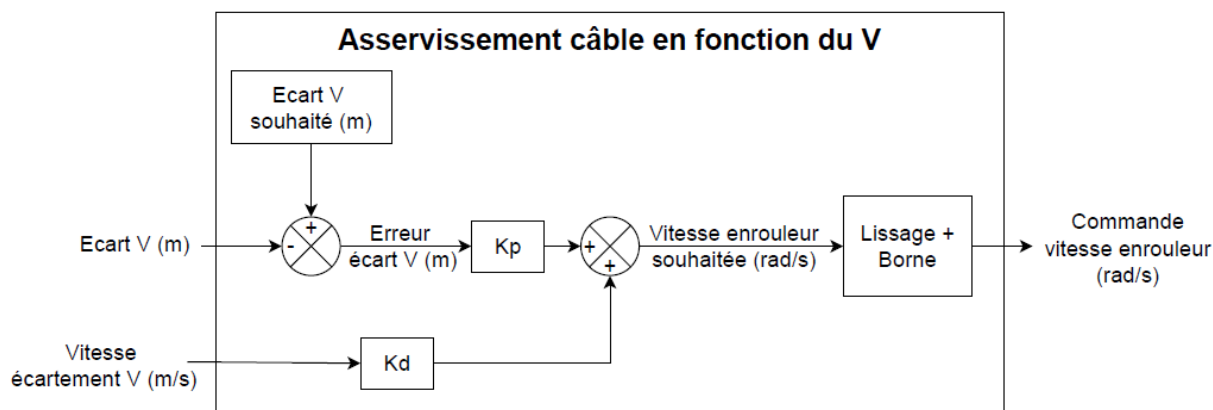 Asservissement câble en fonction du V
Ecart V
souhaité (m)
+
-
Ecart V (m)
Erreur
écart V (m)
Kp
+
+
Vitesse enrouleur
souhaitée (rad/s)
Lissage +
Borne
Commande
vitesse enrouleur
(rad/s)
Vitesse
écartement V (m/s)
Kd